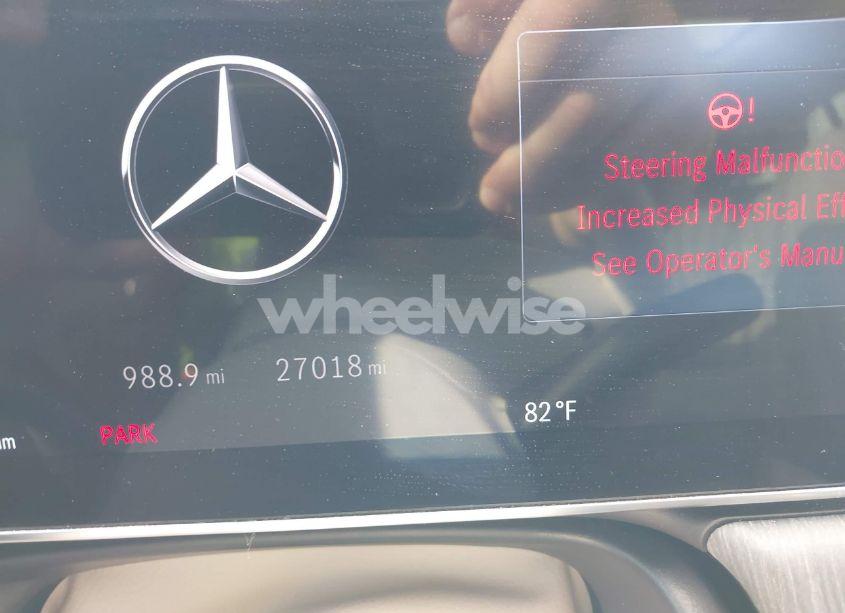 !
Steering Malfunctio
Increased Physical Eff
See Operator's Manu
wheelwise
988.9 mi 27018 mi
82°F
PARK